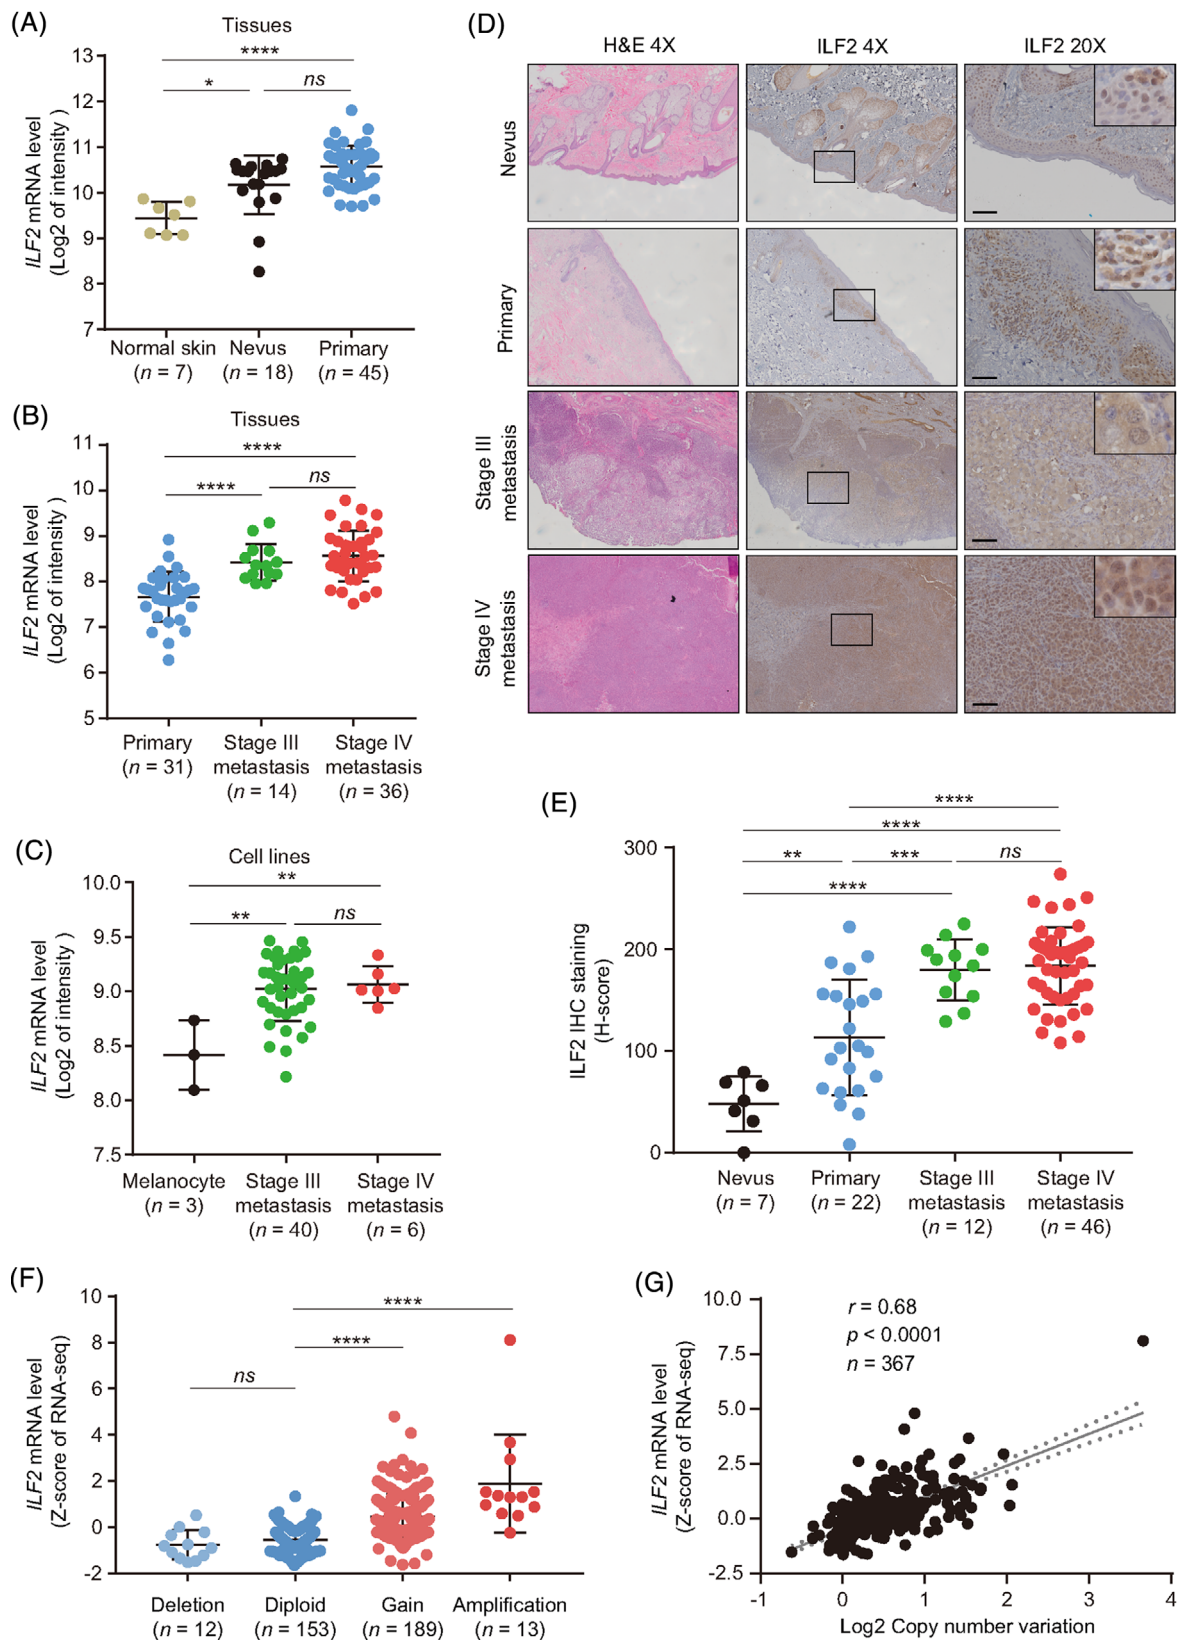 (A)
Tissues
****
*
ns
13
12
11
10
9
8
7
ILF2 mRNA level
(Log2 of intensity )
Normal skin
(n = 7)
Nevus
(n = 18)
Primary
(n = 45)
(B)
Tissues
****
****
ns
11
10
9
8
7
6
5
ILF2 mRNA level
(Log2 of intensity )
Primary
(n = 31)
Stage III
metastasis
(n = 14)
Stage IV
metastasis
(n = 36)
(C)
Cell lines
**
**
ns
10.0
9.5
9.0
8.5
8.0
7.5
ILF2 mRNA level
(Log2 of intensity )
Melanocyte
(n = 3)
Stage III
metastasis
(n = 40)
Stage IV
metastasis
(n = 6)
(D)
H&E 4X
ILF2 4X
ILF2 20X
Nevus
Primary
Stage III
metastasis
Stage IV
metastasis
(E)
****
****
**
***
ns
****
300
200
100
0
ILF2 IHC staining
(H-score)
Nevus
(n = 7)
Primary
(n = 22)
Stage III
metastasis
(n = 12)
Stage IV
metastasis
(n = 46)
(F)
****
****
ns
10
8
6
4
2
0
-2
ILF2 mRNA level
(Z-score of RNA-seq)
Deletion
(n = 12)
Diploid
(n = 153)
Gain
(n = 189)
Amplification
(n = 13)
(G)
r = 0.68
p < 0.0001
n = 367
10.0
7.5
5.0
2.5
0.0
-2.5
ILF2 mRNA level
(Z-score of RNA-seq)
-1
0
1
2
3
4
Log2 Copy number variation